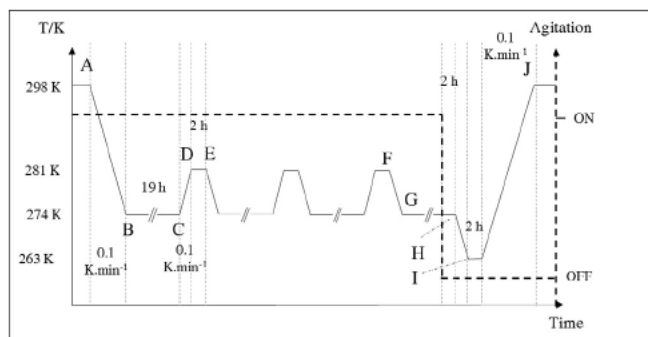 T/K
0.1
K.min-1
Agitation
A
J
298 K
2 h
ON
2 h
D E
F
281 K
19 h
G
274 K
B
C
2 h
H
263 K
0.1
K.min-1
0.1
K.min-1
I
OFF
Time